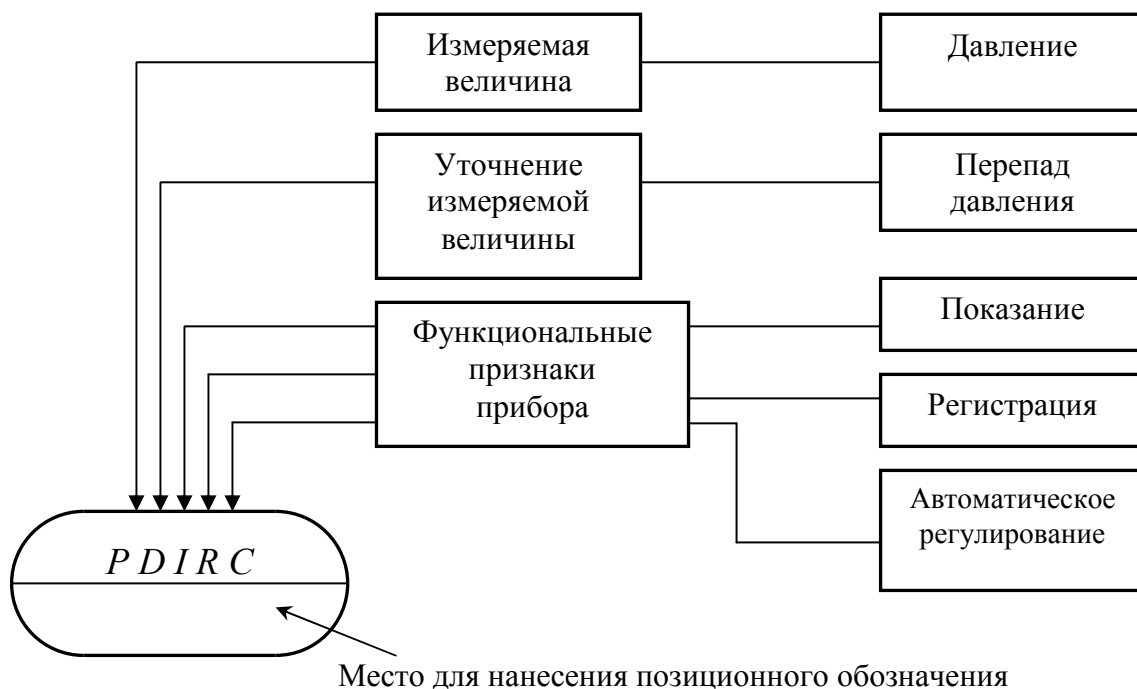 Измеряемая
величина
Давление
Уточнение
измеряемой
величины
Перепад
давления
Функциональные
признаки
прибора
Показание
Регистрация
Автоматическое
регулирование
P D I R C
Место для нанесения позиционного обозначения